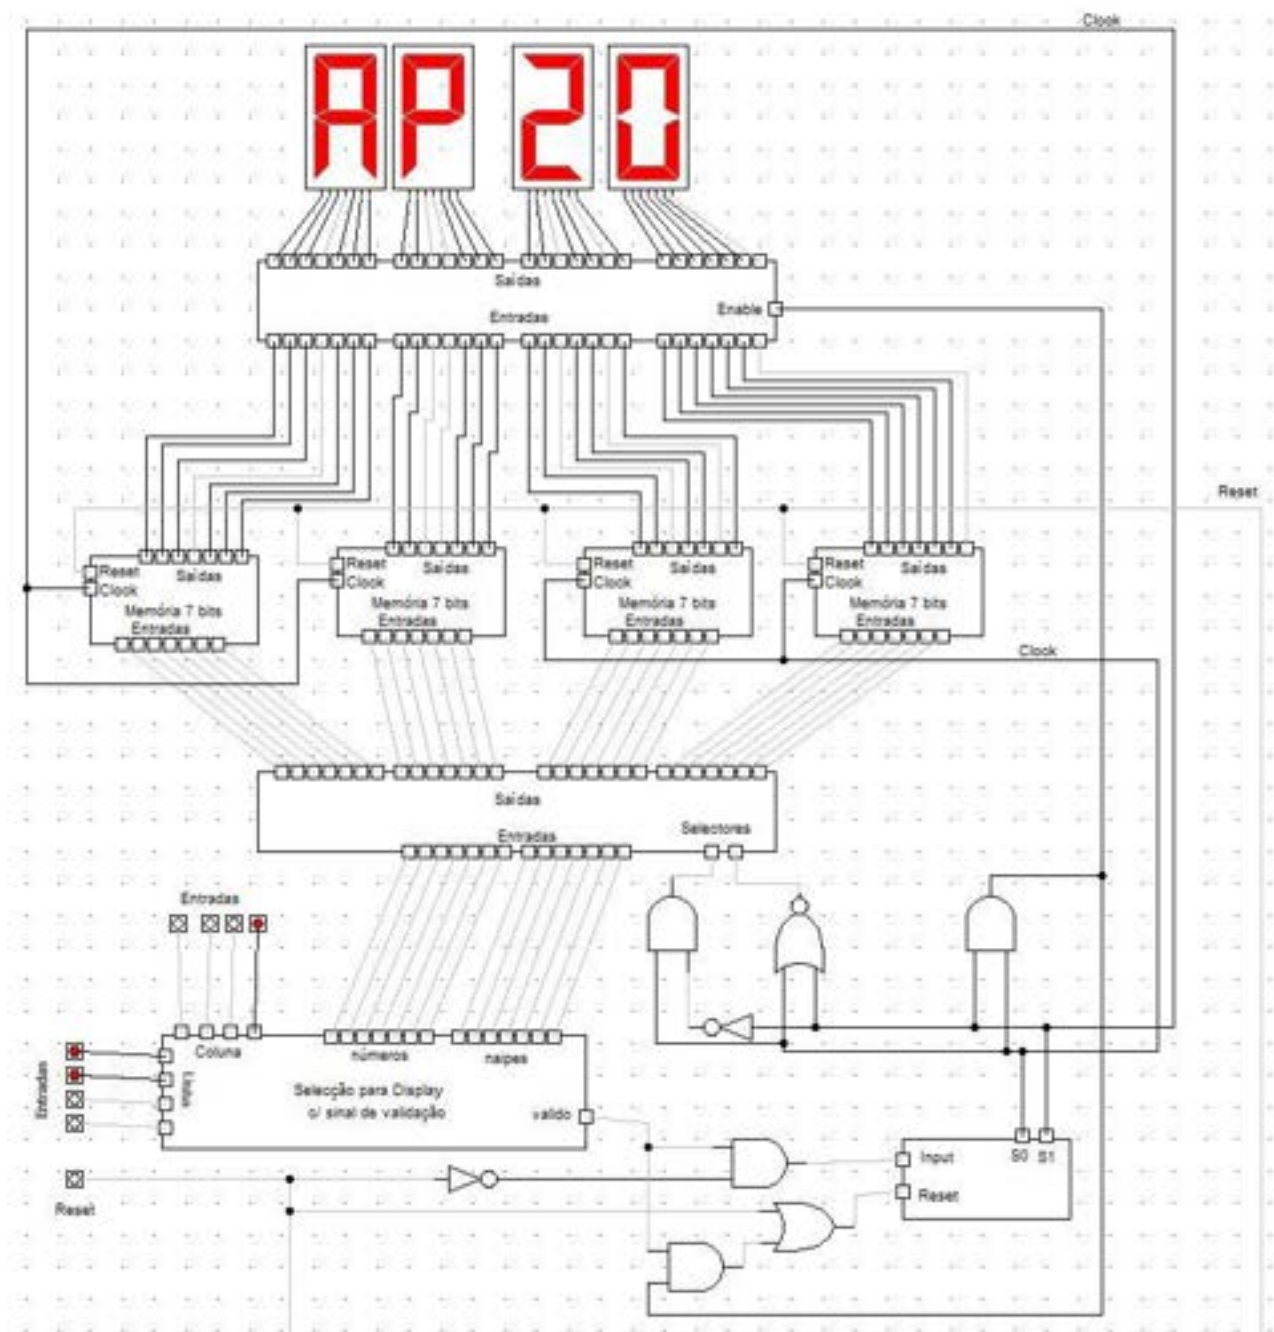 Clock
AP 20
Saídas
Enable
Entradas
Reset
Reset
Clock
Saídas
Memória 7 bits
Entradas
Reset
Clock
Saídas
Memória 7 bits
Entradas
Reset
Clock
Saídas
Memória 7 bits
Entradas
Reset
Clock
Saídas
Memória 7 bits
Entradas
Clock
Saídas
Entradas
Selectores
Entradas
Entradas
Coluna
Linha
números
naipes
Selecção para Display
c/ sinal de validação
valido
Reset
Input
S0 S1
Reset